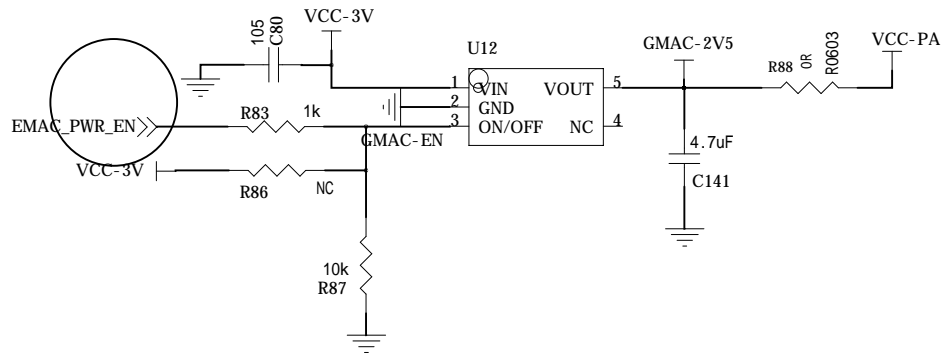 105
C80
VCC-3V
U12
GMAC-2V5
R88
0R
R0603
VCC-PA
1
VIN
VOUT
5
2
GND
EMAC_PWR_EN
R83
1k
3
ON/OFF
NC
4
GMAC-EN
4.7uF
VCC-3V
R86
NC
C141
10k
R87